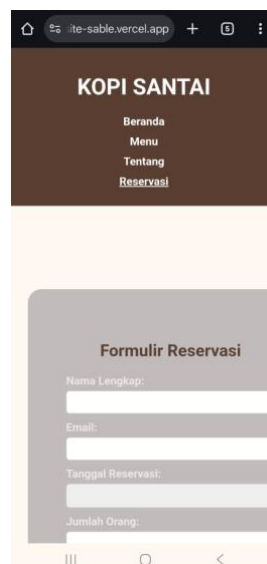 ite-sable.vercel.app
5
KOPI SANTAI
Beranda
Menu
Tentang
Reservasi
Formulir Reservasi
Nama Lengkap:
Email:
Tanggal Reservasi:
Jumlah Orang: